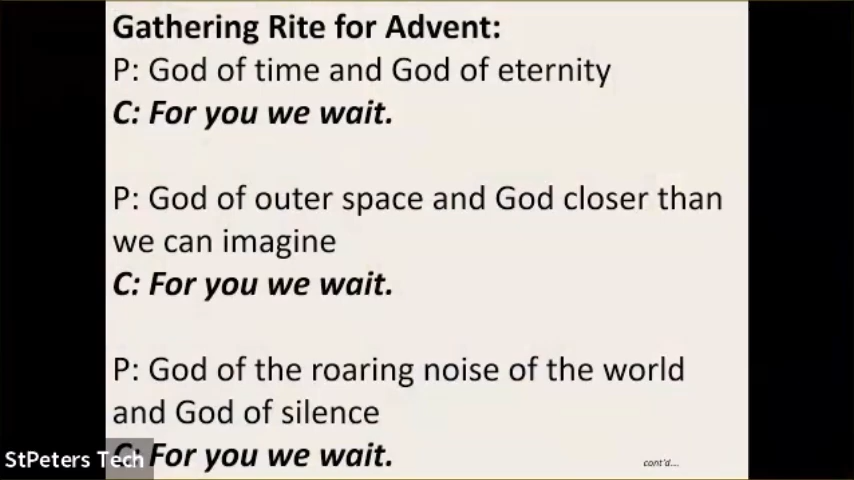 Gathering Rite for Advent:
P: God of time and God of eternity
C: For you we wait.
P: God of outer space and God closer than
we can imagine
C: For you we wait.
P: God of the roaring noise of the world
and God of silence
C: For you we wait.
StPeters Tech
cont'd...